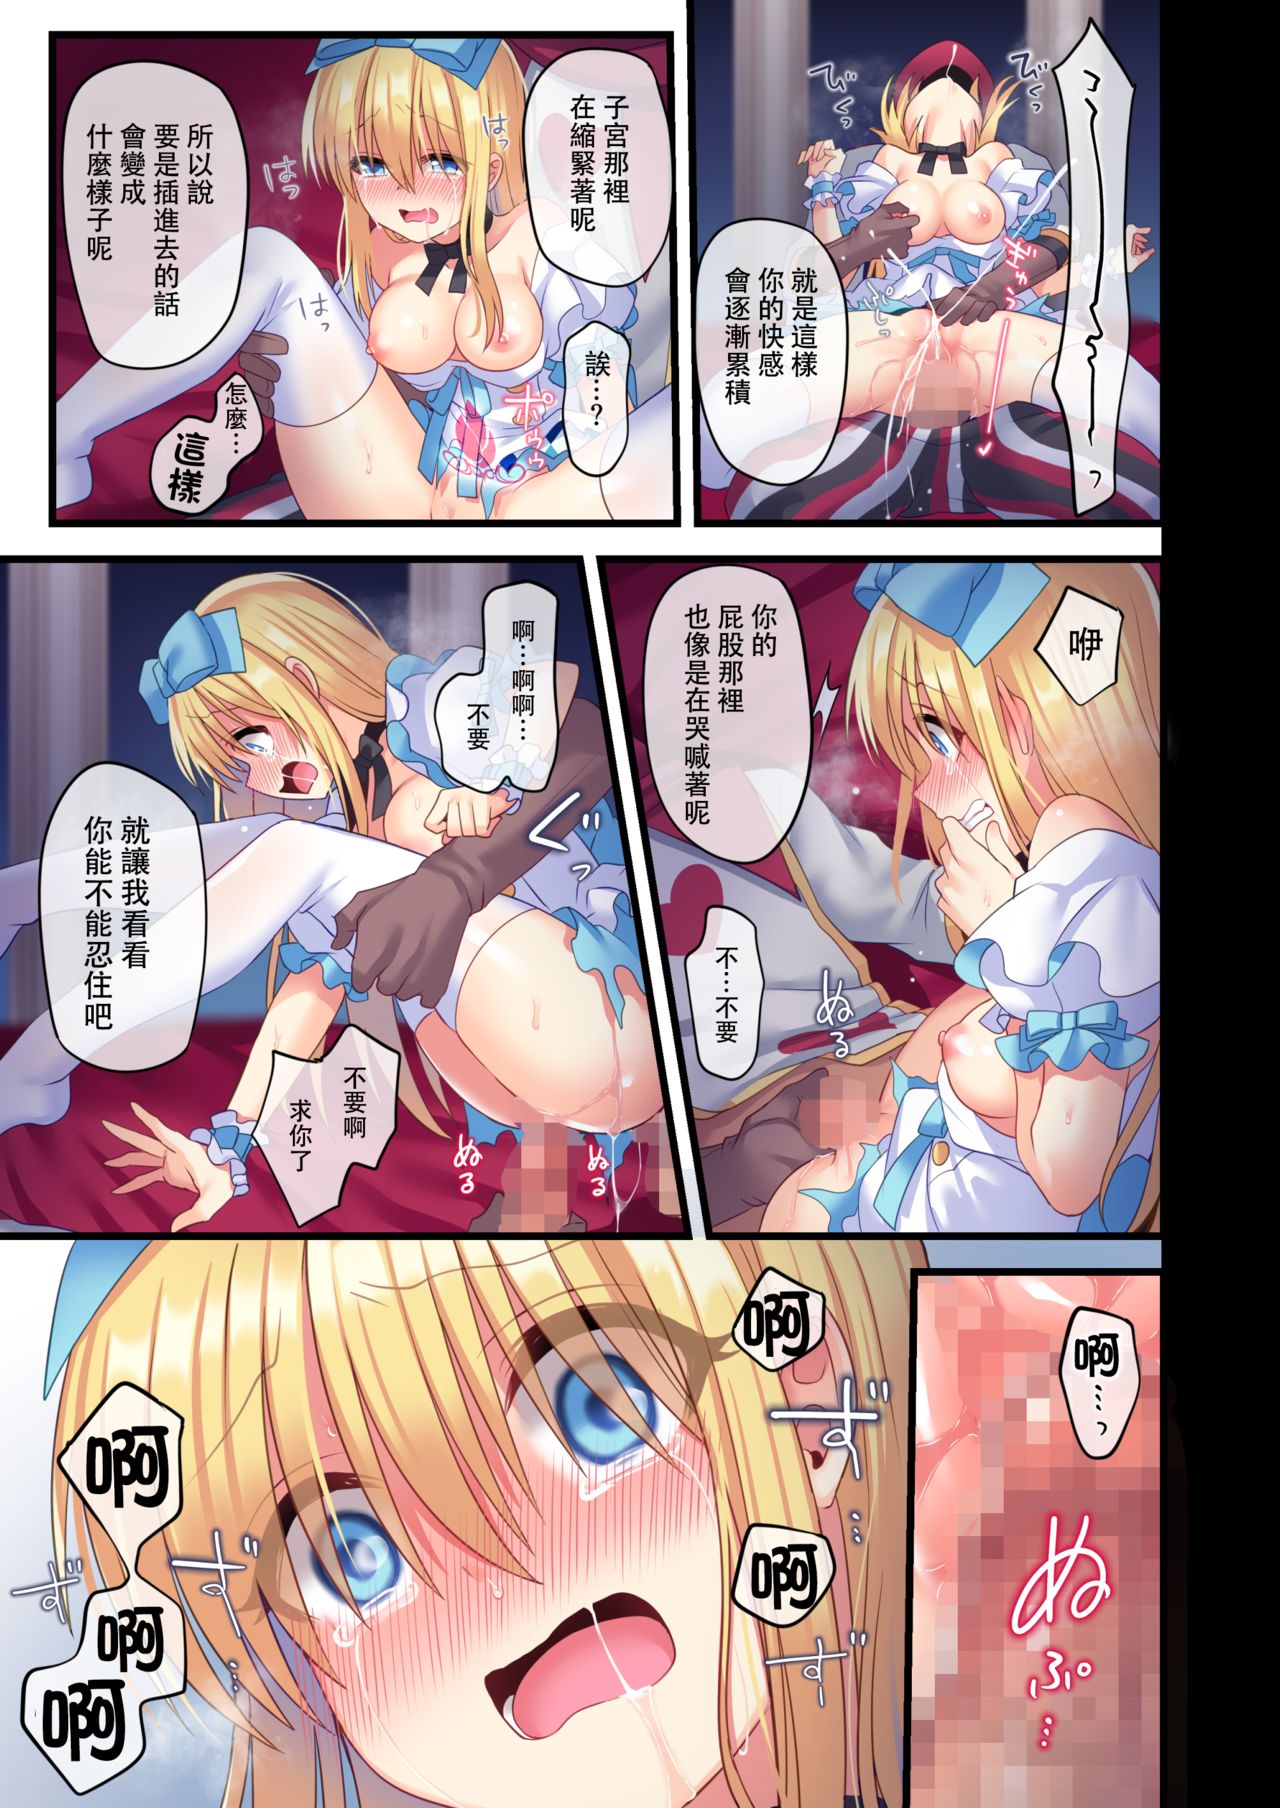 〜〜〜〜っ
びくっ
びくっ
就是這樣
你的快感
會逐漸累積
ぷしっ
子宮那裡
在縮緊著呢
はっ
はっ
はっ
所以說
要是插進去的話
會變成
什麼樣子呢
誒…?
ポゥゥ
怎麼…
這樣
咿
你的
屁股那裡
也像是在哭喊著呢
不…不要
ぬる
啊…啊啊…
不要
ぐっ
就讓我看看
你能不能忍住吧
不要啊
求你了
ぬる
ぬる
啊…っ
ぬぷ…
啊
ず…
啊
ず…
啊
ず…
ず…
啊
啊